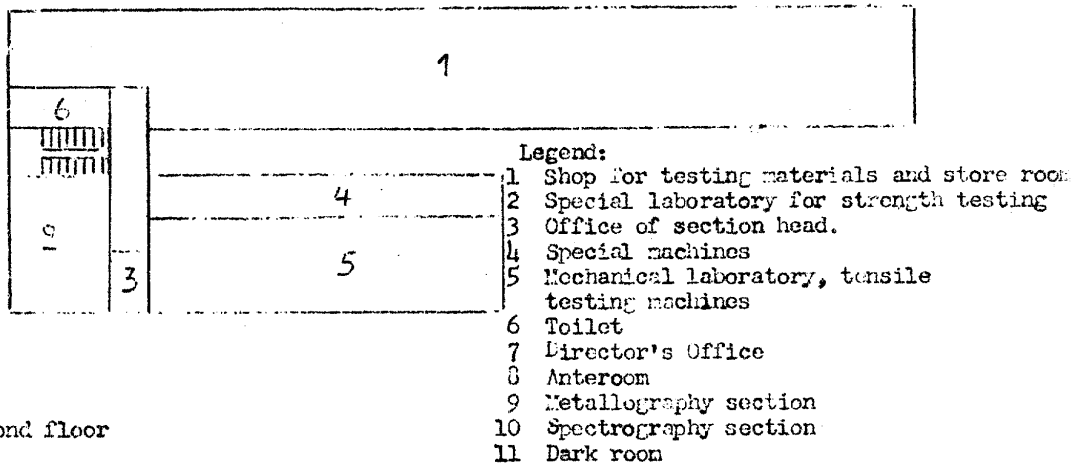 1
6
4
5
3
Legend:
1 Shop for testing materials and store room
2 Special laboratory for strength testing
3 Office of section head.
4 Special machines
5 Mechanical laboratory, tensile
testing machines
6 Toilet
7 Director's Office
8 Anteroom
9 Metallography section
10 Spectrography section
11 Dark room
ond floor